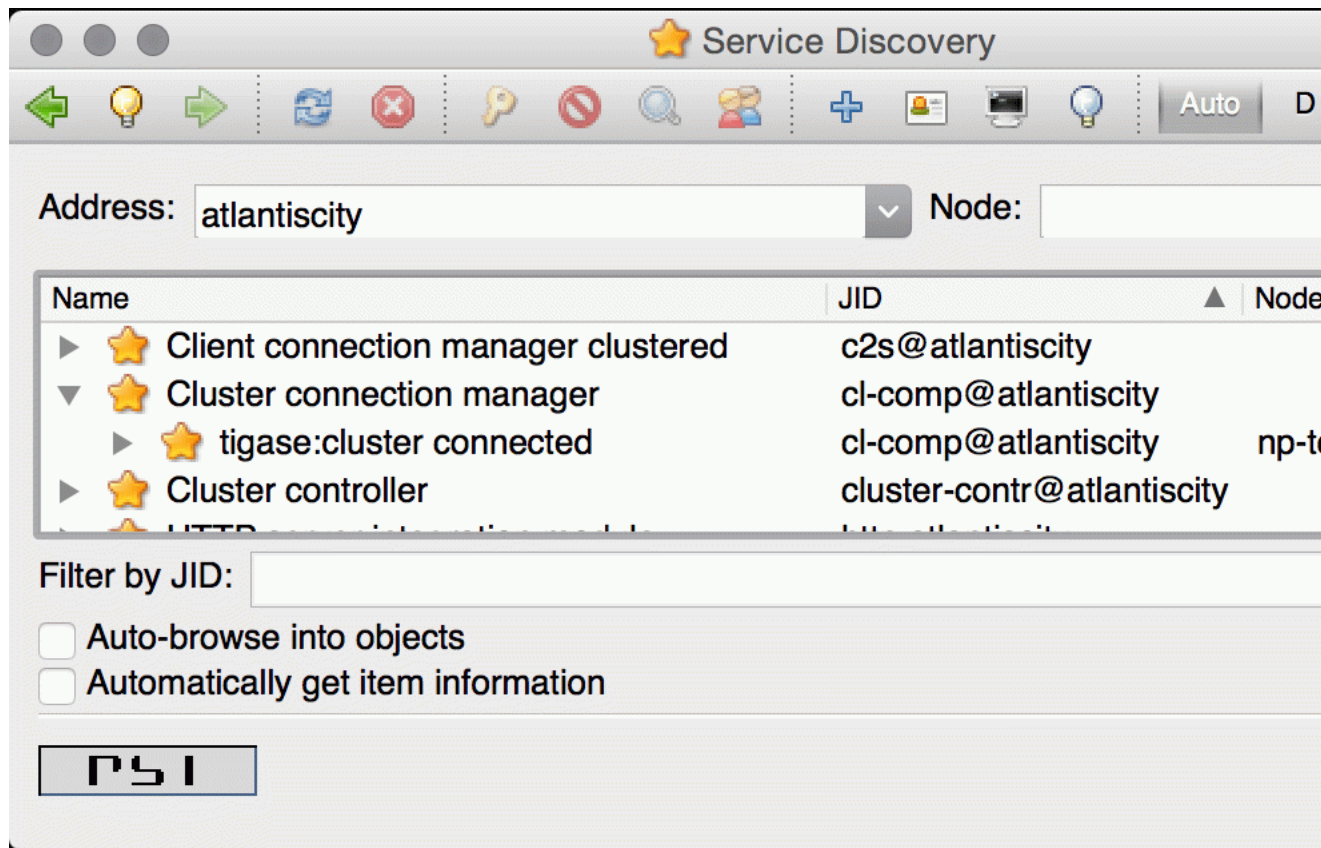 Service Discovery
Auto D
Address: atlantiscity Node:
Name JID Node
Client connection manager clustered c2s@atlantiscity
Cluster connection manager cl-comp@atlantiscity
tigase:cluster connected cl-comp@atlantiscity
Cluster controller cluster-contr@atlantiscity
Filter by JID:
Auto-browse into objects
Automatically get item information
PSI